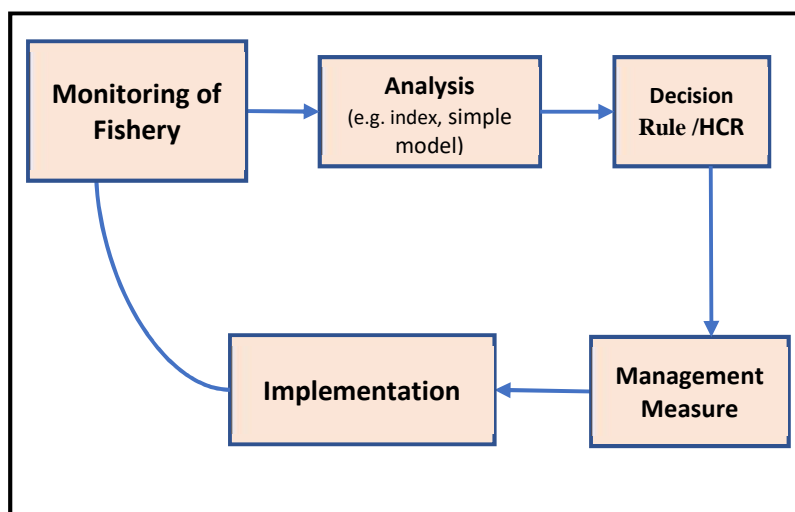 Monitoring of
Fishery
Analysis
(e.g. index, simple
model)
Decision
Rule /HCR
Implementation
Management
Measure